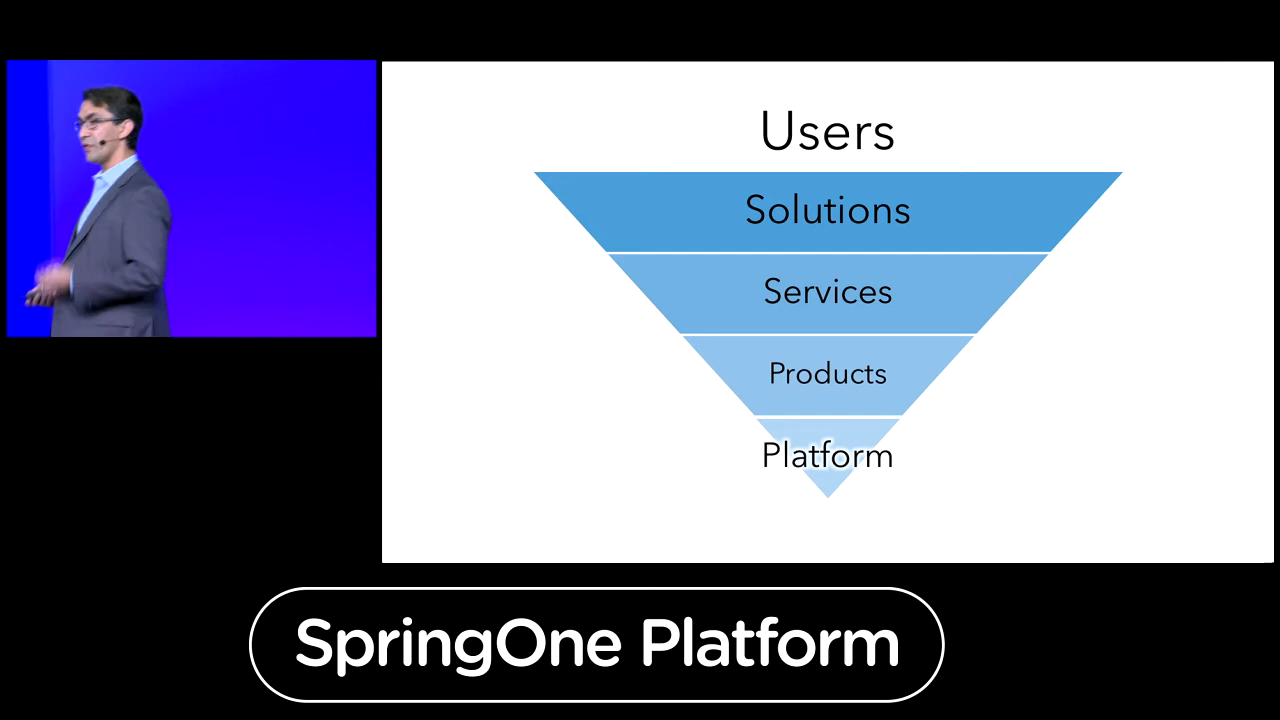 Users
Solutions
Services
Products
Platform
SpringOne Platform